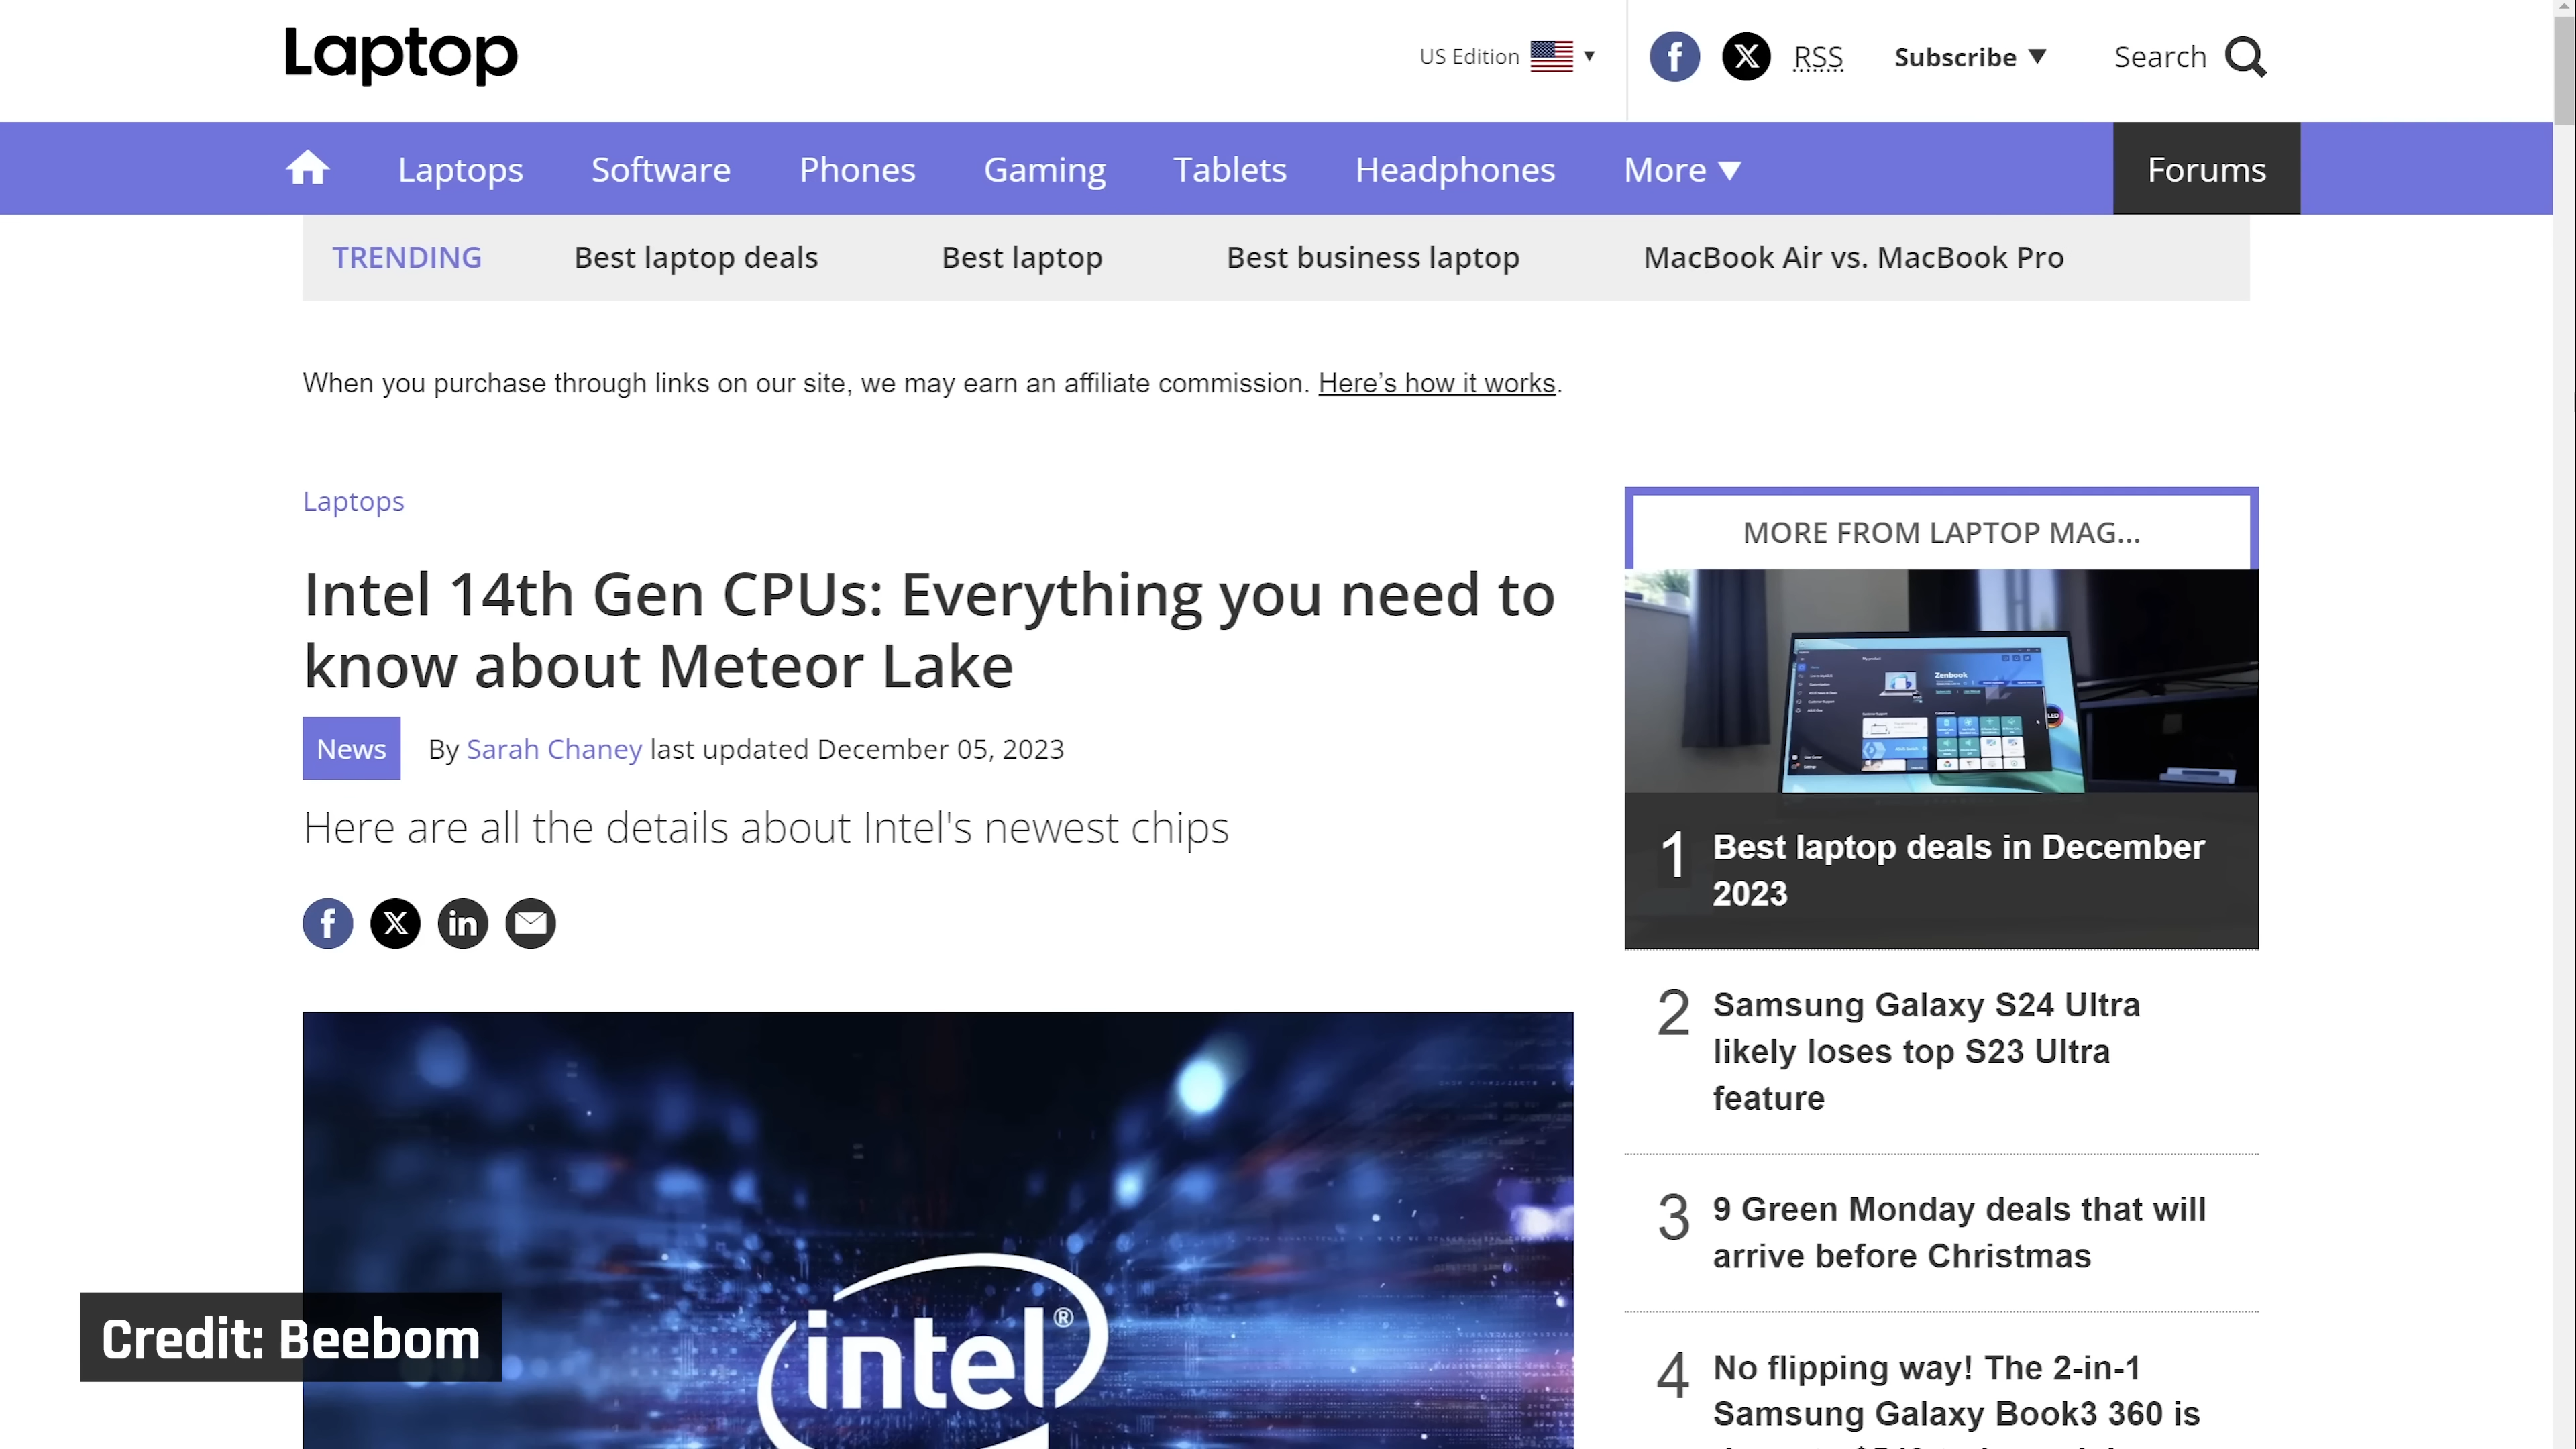 Laptop
US Edition
RSS
Subscribe
Search
Laptops
Software
Phones
Gaming
Tablets
Headphones
More
Forums
TRENDING
Best laptop deals
Best laptop
Best business laptop
MacBook Air vs. MacBook Pro
When you purchase through links on our site, we may earn an affiliate commission. Here’s how it works.
Laptops
Intel 14th Gen CPUs: Everything you need to
know about Meteor Lake
News
By Sarah Chaney last updated December 05, 2023
Here are all the details about Intel's newest chips
intel®
Credit: Beebom
MORE FROM LAPTOP MAG...
Zenbook
1 Best laptop deals in December
2023
2 Samsung Galaxy S24 Ultra
likely loses top S23 Ultra
feature
3 9 Green Monday deals that will
arrive before Christmas
4 No flipping way! The 2-in-1
Samsung Galaxy Book3 360 is